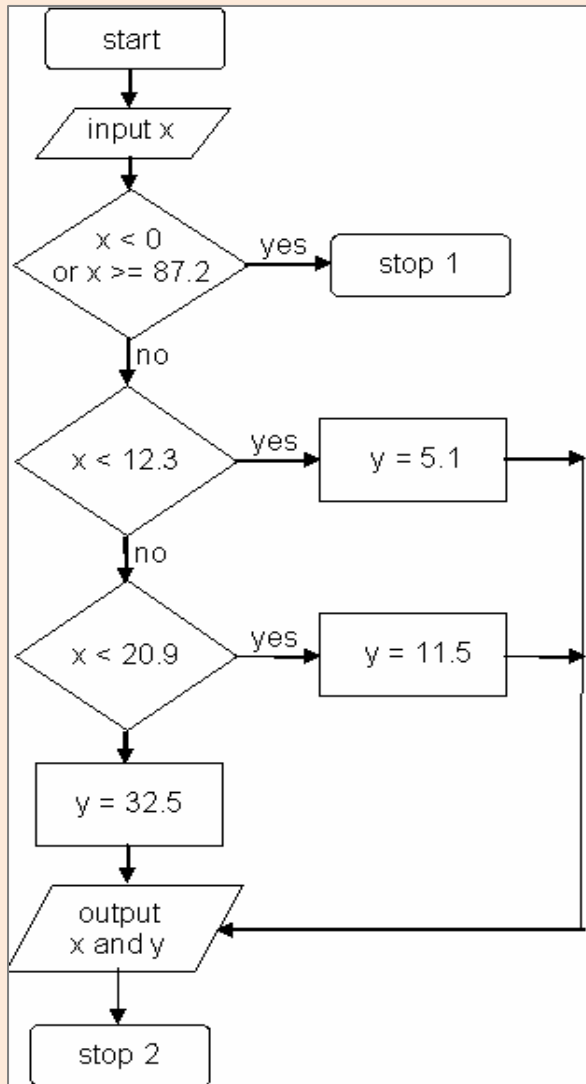 start
input x
x < 0
or x >= 87.2
yes
stop 1
no
x < 12.3
yes
y = 5.1
no
x < 20.9
yes
y = 11.5
y = 32.5
output
x and y
stop 2